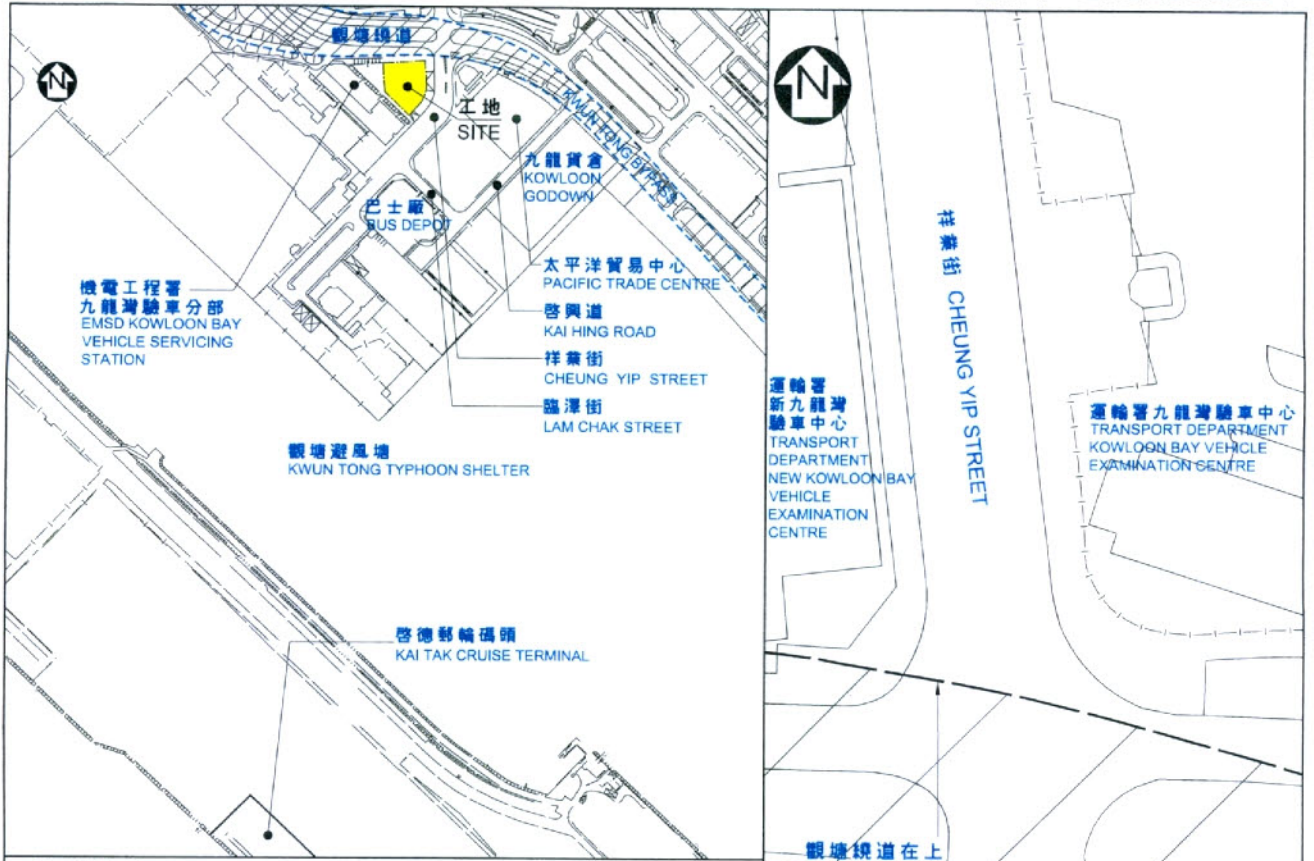 觀塘繞道
N
工地
SITE
KWUN TONG BYPASS
九龍貨倉
KOWLOON
GODOWN
巴士廠
BUS DEPOT
太平洋貿易中心
PACIFIC TRADE CENTRE
機電工程署
九龍灣驗車分部
EMSD KOWLOON BAY
VEHICLE SERVICING
STATION
啓興道
KAI HING ROAD
祥業街
CHEUNG YIP STREET
臨澤街
LAM CHAK STREET
觀塘避風塘
KWUN TONG TYPHOON SHELTER
啓德郵輪碼頭
KAI TAK CRUISE TERMINAL
N
祥業街 CHEUNG YIP STREET
運輸署
新九龍灣
驗車中心
TRANSPORT
DEPARTMENT
NEW KOWLOON BAY
VEHICLE
EXAMINATION
CENTRE
運輸署九龍灣驗車中心
TRANSPORT DEPARTMENT
KOWLOON BAY VEHICLE
EXAMINATION CENTRE
觀塘繞道在上